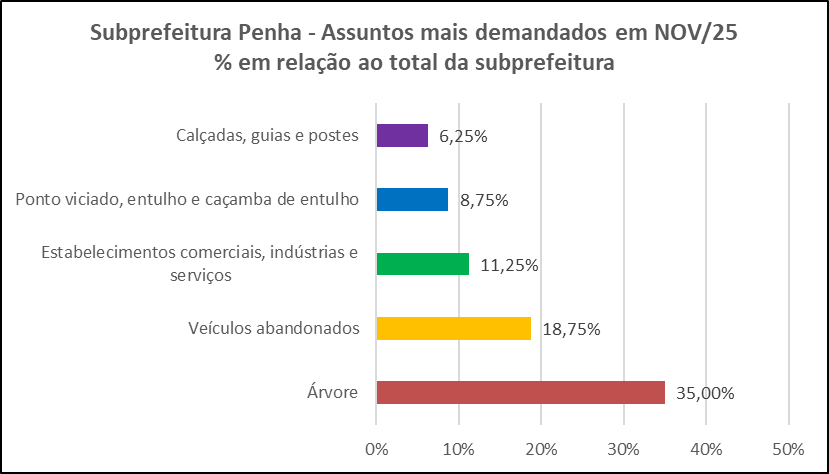 Subprefeitura Penha - Assuntos mais demandados em NOV/25
% em relação ao total da subprefeitura
Calçadas, guias e postes
6,25%
Ponto viciado, entulho e caçamba de entulho
8,75%
Estabelecimentos comerciais, indústrias e
serviços
11,25%
Veículos abandonados
18,75%
Árvore
35,00%
0% 10% 20% 30% 40% 50%